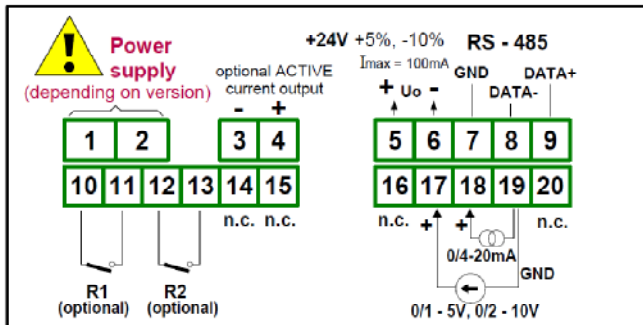 Power
supply
(depending on version)
optional ACTIVE
current output
- +
+24V +5%, -10%
Imax = 100mA
+ Uo -
RS - 485
GND
DATA-
DATA+
1 2 3 4 5 6 7 8 9
10 11 12 13 14 15 16 17 18 19 20
n.c. n.c. n.c. + + n.c.
0/4-20mA
GND
R1
(optional)
R2
(optional)
0/1 - 5V, 0/2 - 10V